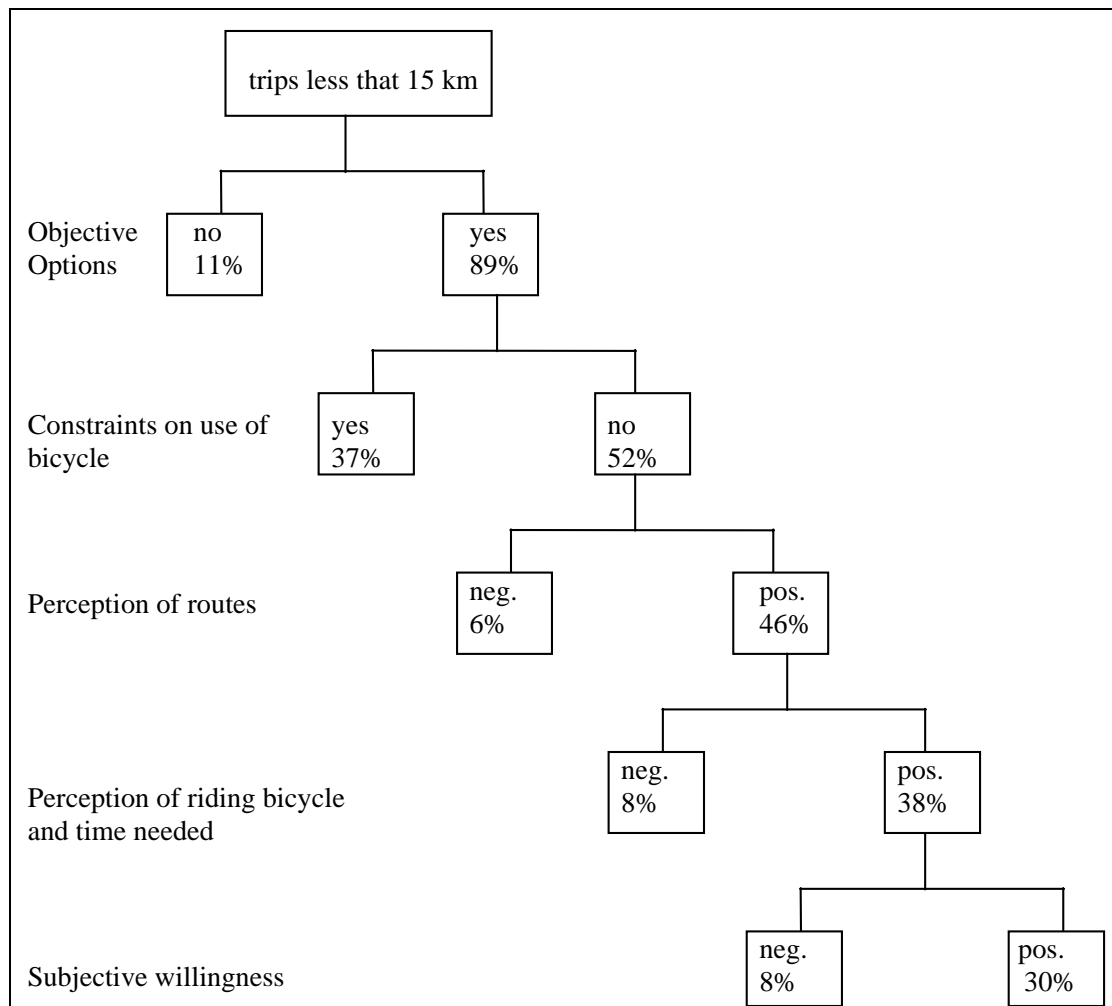 trips less that 15 km
Objective
Options
no
11%
yes
89%
Constraints on use of
bicycle
yes
37%
no
52%
Perception of routes
neg.
6%
pos.
46%
Perception of riding bicycle
and time needed
neg.
8%
pos.
38%
Subjective willingness
neg.
8%
pos.
30%